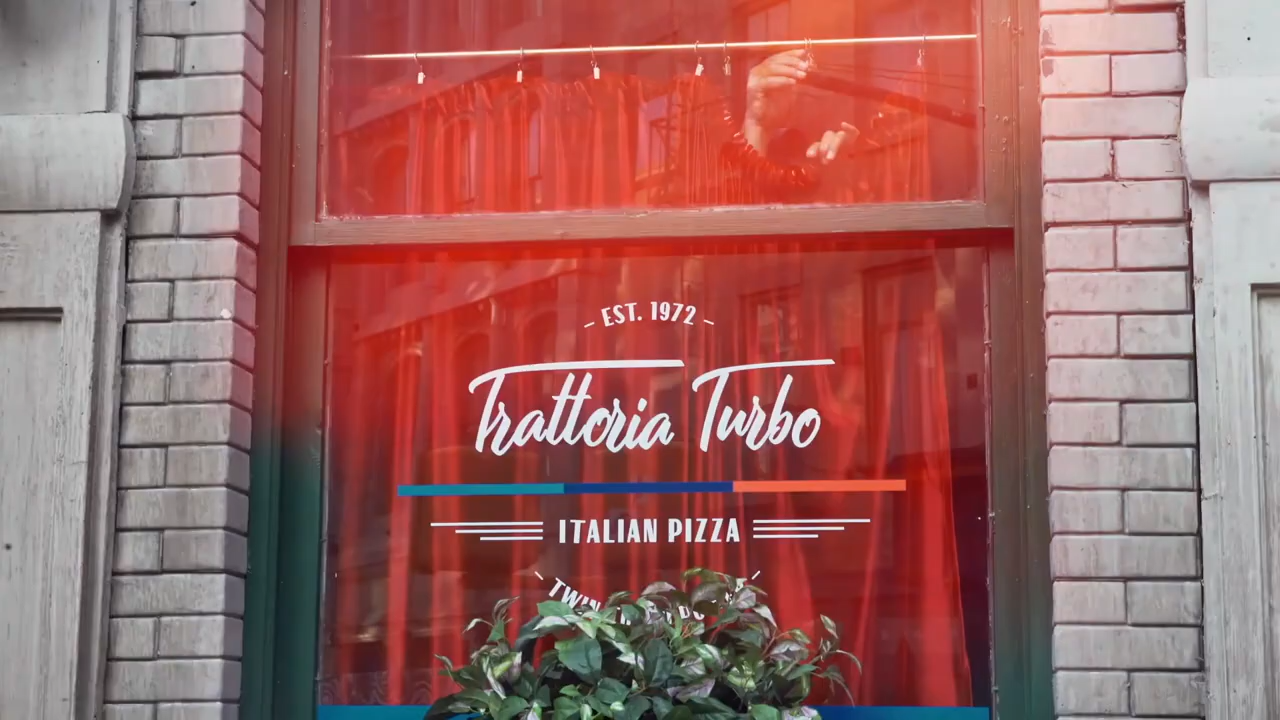 - EST. 1972 -
Trattoria Turbo
ITALIAN PIZZA